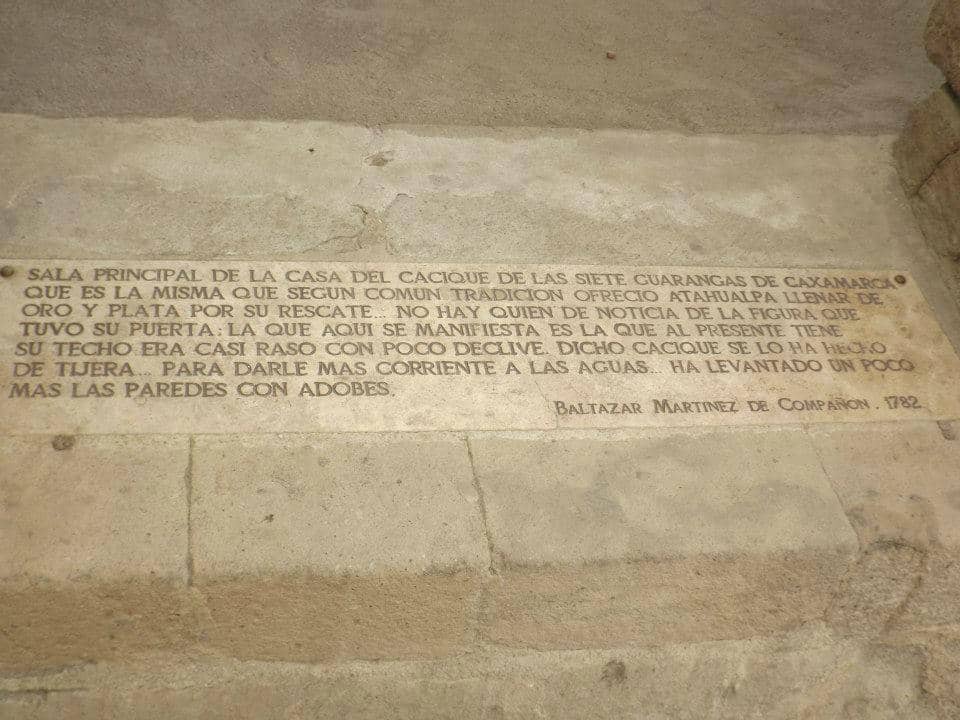 SALA PRINCIPAL DE LA CASA DEL CACIQUE DE LAS SIETE GUARANGAS DE CAXAMARCA
QUE ES LA MISMA QUE SEGUN COMUN TRADICION OFRECIO ATAHUALPA LLENAR DE
ORO Y PLATA POR SU RESCATE... NO HAY QUIEN DE NOTICIA DE LA FIGURA QUE
TUVO SU PUERTA: LA QUE AQUI SE MANIFIESTA ES LA QUE AL PRESENTE TIENE
SU TECHO ERA CASI RASO CON POCO DECLIVE. DICHO CACIQUE SE LO HA HECHO
DE TIJERA... PARA DARLE MAS CORRIENTE A LAS AGUAS... HA LEVANTADO UN POCO
MAS LAS PAREDES CON ADOBES.
BALTAZAR MARTINEZ DE COMPAÑON. 1782